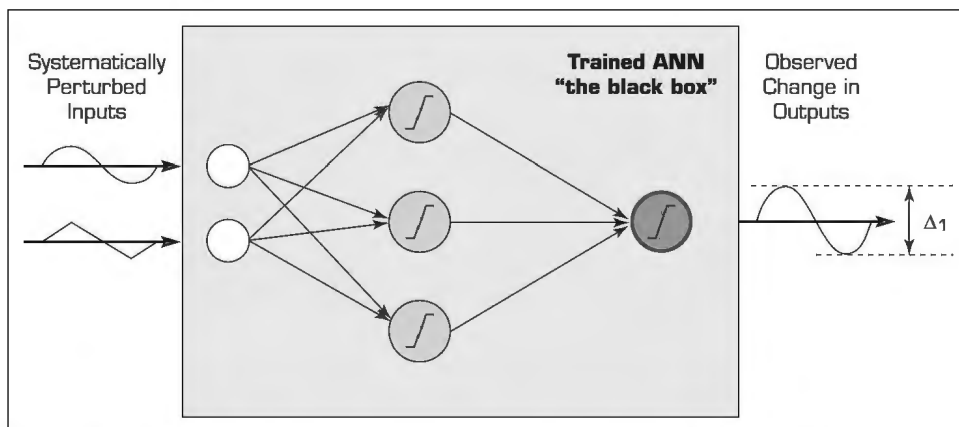 Systematically
Perturbed
Inputs
Trained ANN
“the black box”
Observed
Change in
Outputs
Δ1